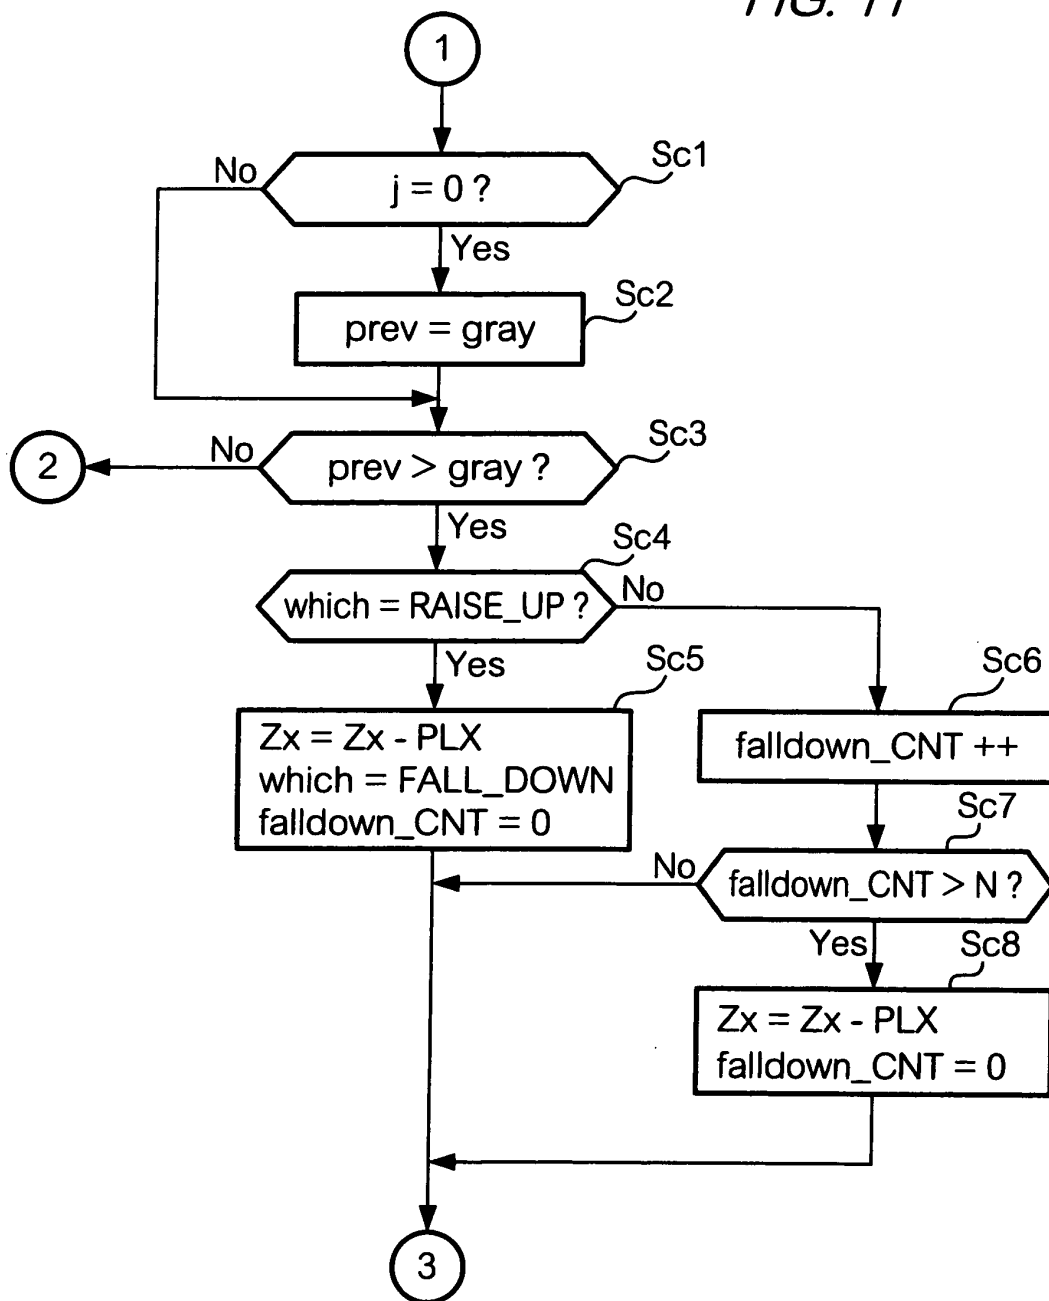 FIG. 11
1
Sc1
No
j = 0 ?
Yes
Sc2
prev = gray
Sc3
2
No
prev > gray ?
Yes
Sc4
which = RAISE_UP ?
No
Yes
Sc5
Zx = Zx - PLX
which = FALL_DOWN
falldown_CNT = 0
Sc6
falldown_CNT ++
Sc7
No
falldown_CNT > N ?
Yes
Sc8
Zx = Zx - PLX
falldown_CNT = 0
3